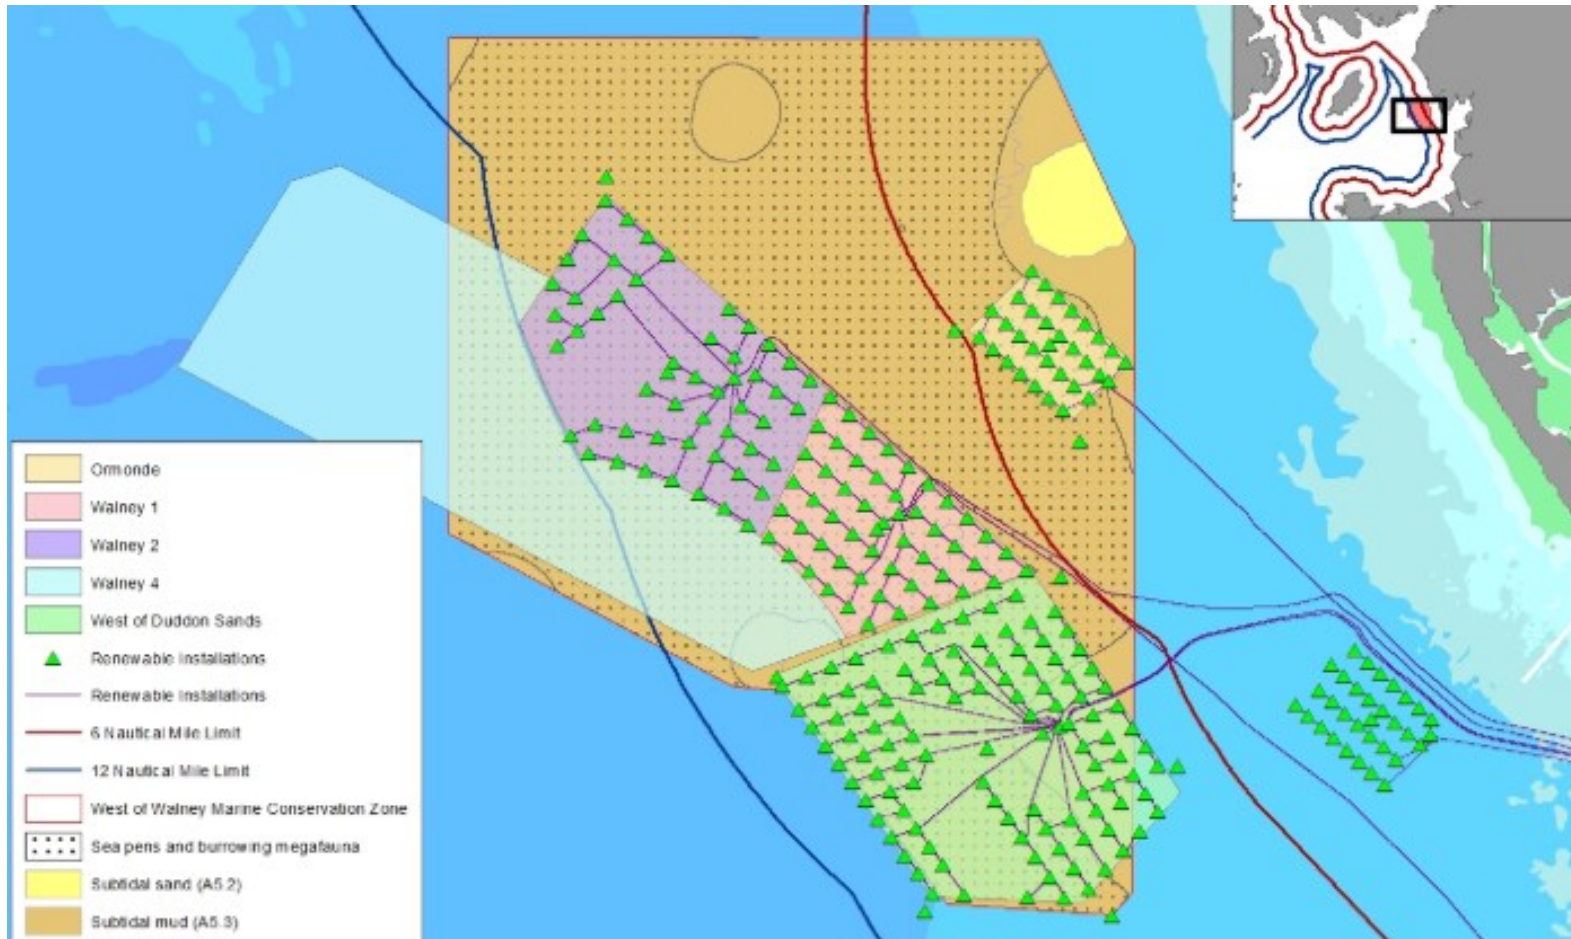 Ormonde
Walney 1
Walney 2
Walney 4
West of Duddon Sands
Renewable Installations
Renewable Installations
6 Nautical Mile Limit
12 Nautical Mile Limit
West of Walney Marine Conservation Zone
Sea pens and burrowing megafauna
Subtidal sand (A5.2)
Subtidal mud (A5.3)